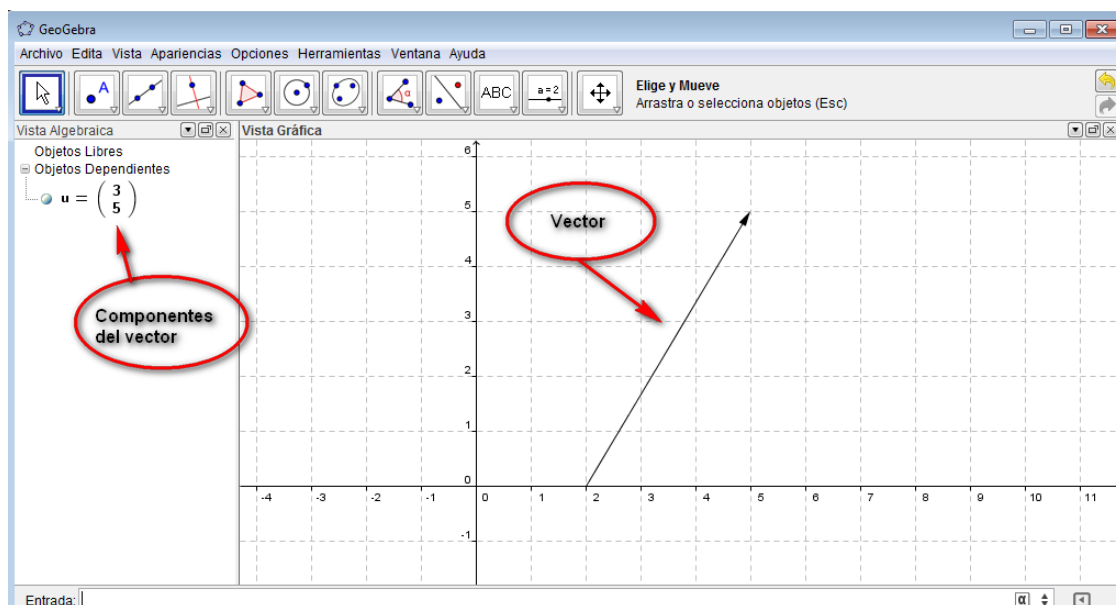 GeoGebra
Archivo Edita Vista Apariencias Opciones Herramientas Ventana Ayuda
A
α
ABC
a=2
Elige y Mueve
Arrastra o selecciona objetos (Esc)
Vista Algebraica
Vista Gráfica
Objetos Libres
Objetos Dependientes
u = ( 3
5 )
Componentes
del vector
Vector
6
5
4
3
2
1
0
-4 -3 -2 -1 0 1 2 3 4 5 6 7 8 9 10 11
-1
Entrada:
α